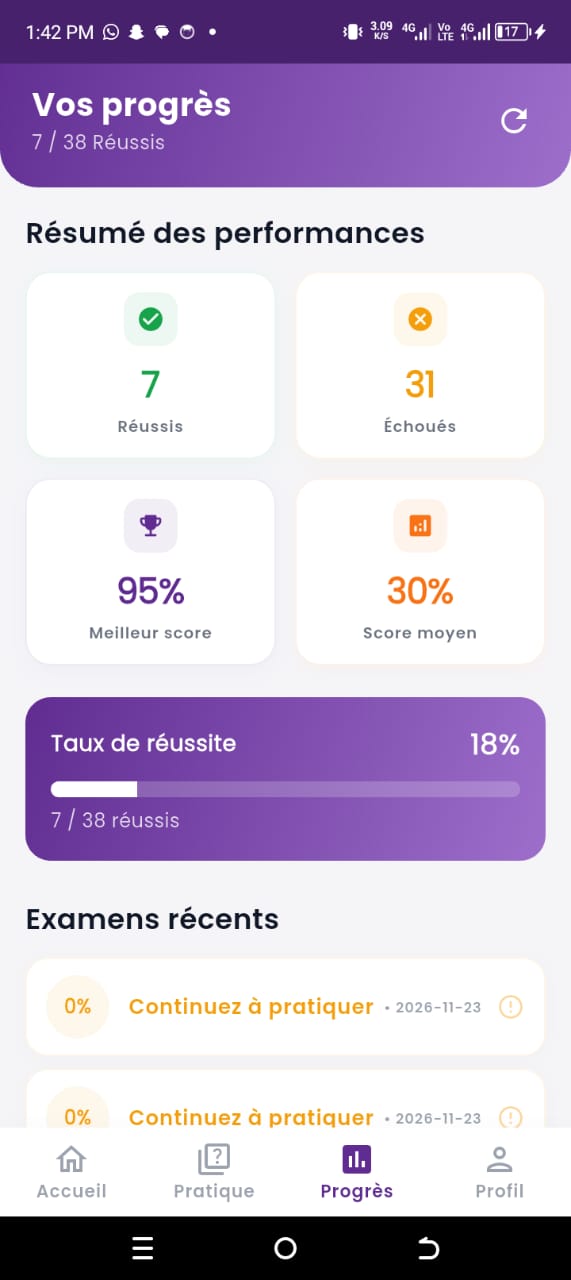 1:42 PM
3.09 K/S 4G Vo LTE 4G 17
Vos progrès
7 / 38 Réussis
Résumé des performances
7
Réussis
31
Échoués
95%
Meilleur score
30%
Score moyen
Taux de réussite 18%
7 / 38 réussis
Examens récents
0% Continuez à pratiquer • 2026-11-23
0% Continuez à pratiquer • 2026-11-23
Accueil Pratique Progrès Profil